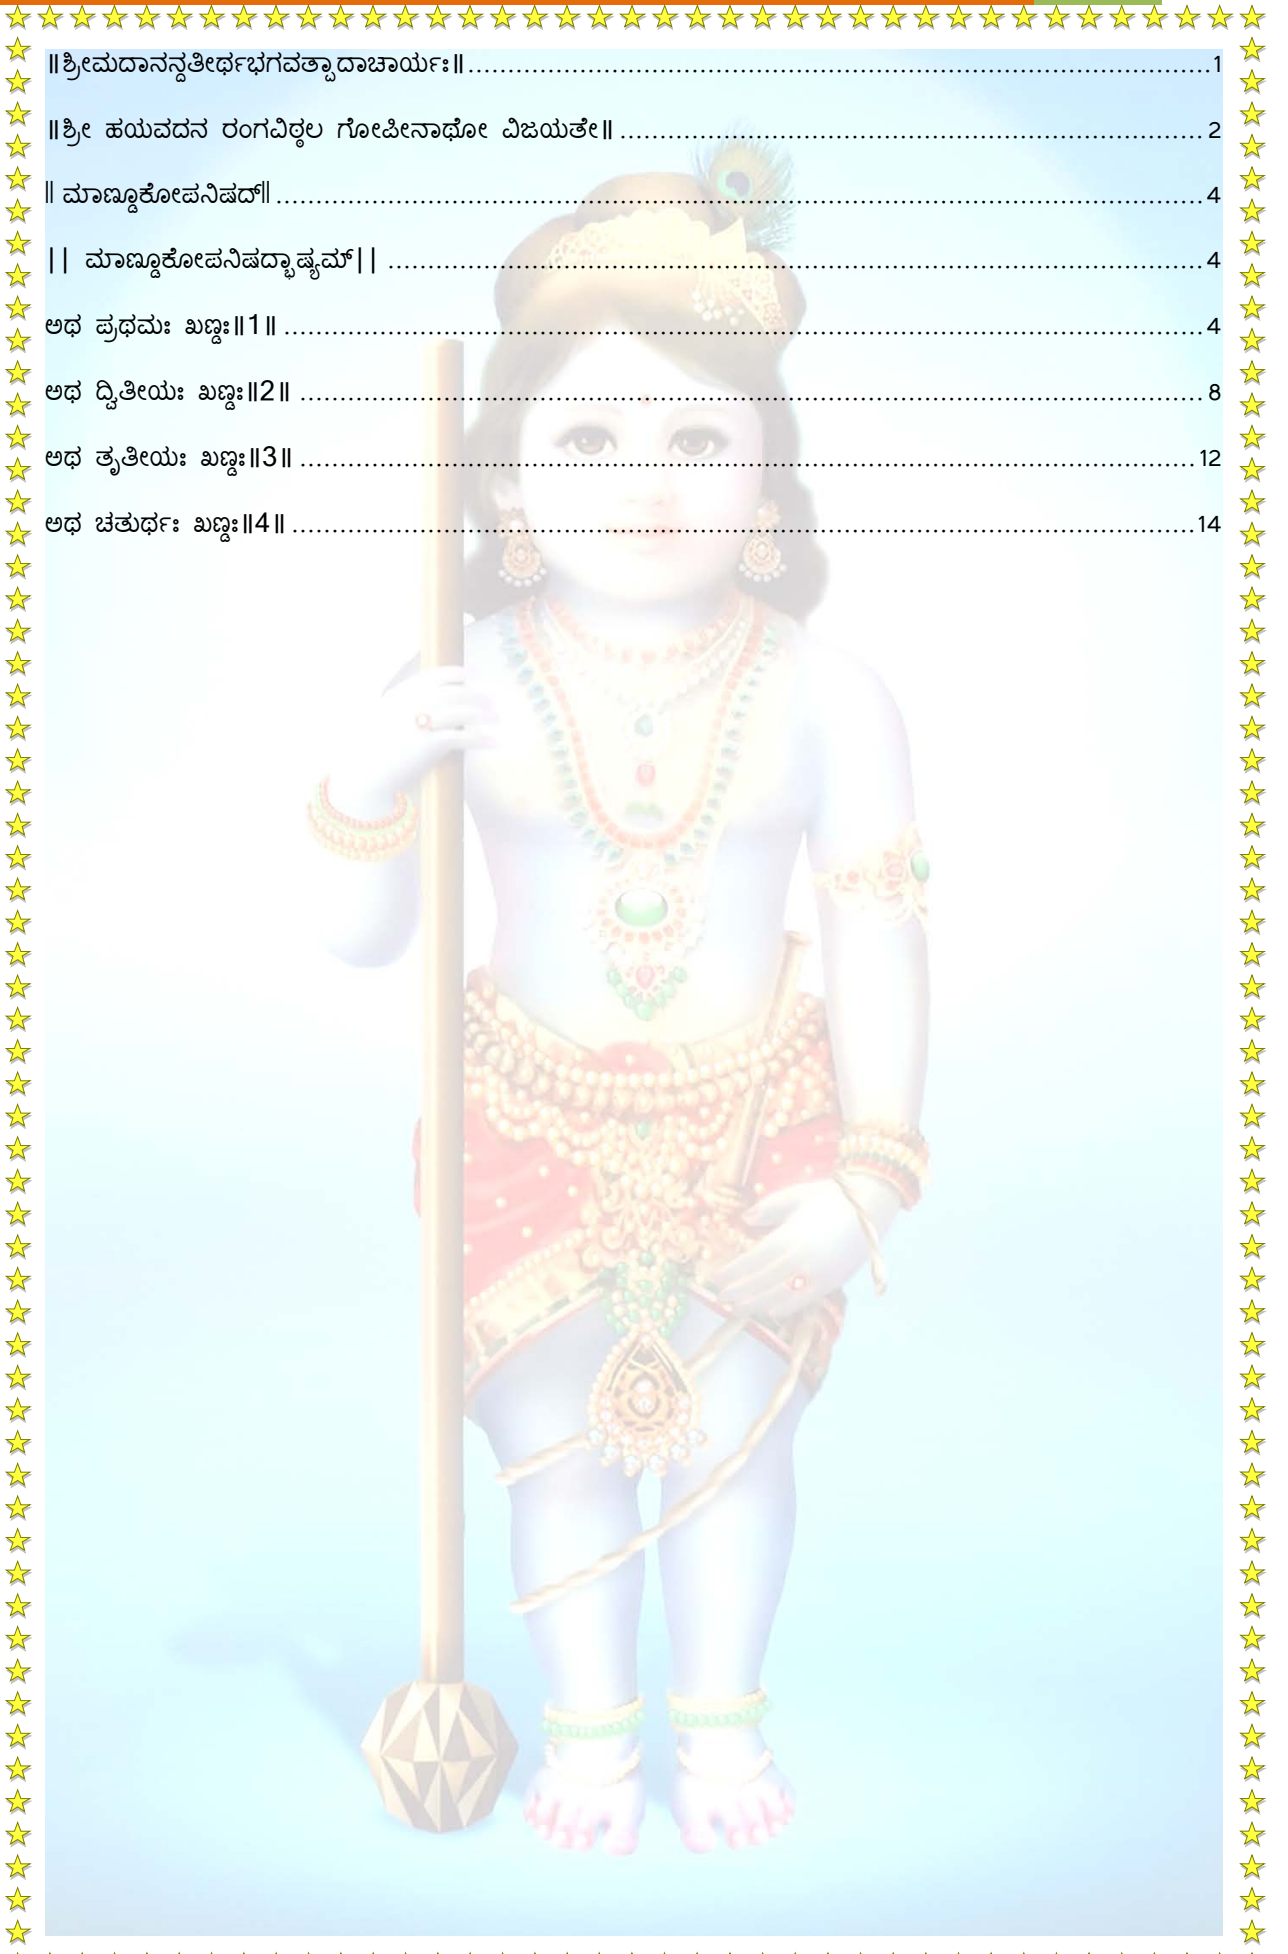 ॥ಶ್ರೀಮದಾನನ್ದತೀರ್ಥಭಗವತ್ಪಾದಾಚಾರ್ಯಃ॥ 1
॥ಶ್ರೀ ಹಯವದನ ರಂಗವಿಠ್ಠಲ ಗೋಪೀನಾಥೋ ವಿಜಯತೇ॥ 2
॥ ಮಾಣ್ಡೂಕೋಪನಿಷದ್॥ 4
|| ಮಾಣ್ಡೂಕೋಪನಿಷದ್ಭಾಷ್ಯಮ್|| 4
ಅಥ ಪ್ರಥಮಃ ಖಣ್ಡಃ॥1॥ 4
ಅಥ ದ್ವಿತೀಯಃ ಖಣ್ಡಃ॥2॥ 8
ಅಥ ತೃತೀಯಃ ಖಣ್ಡಃ॥3॥ 12
ಅಥ ಚತುರ್ಥಃ ಖಣ್ಡಃ॥4॥ 14